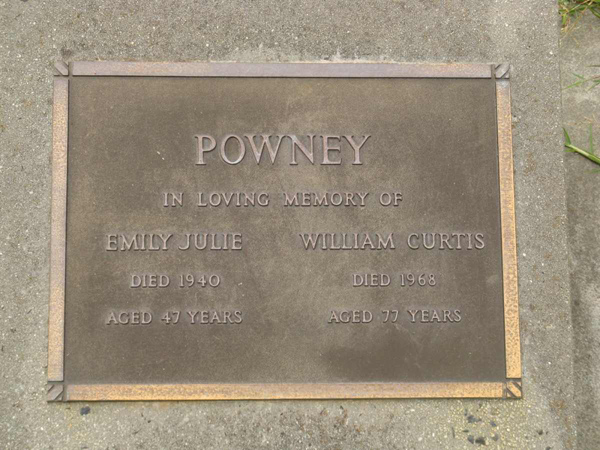 POWNEY
IN LOVING MEMORY OF
EMILY JULIE WILLIAM CURTIS
DIED 1940 DIED 1968
AGED 47 YEARS AGED 77 YEARS